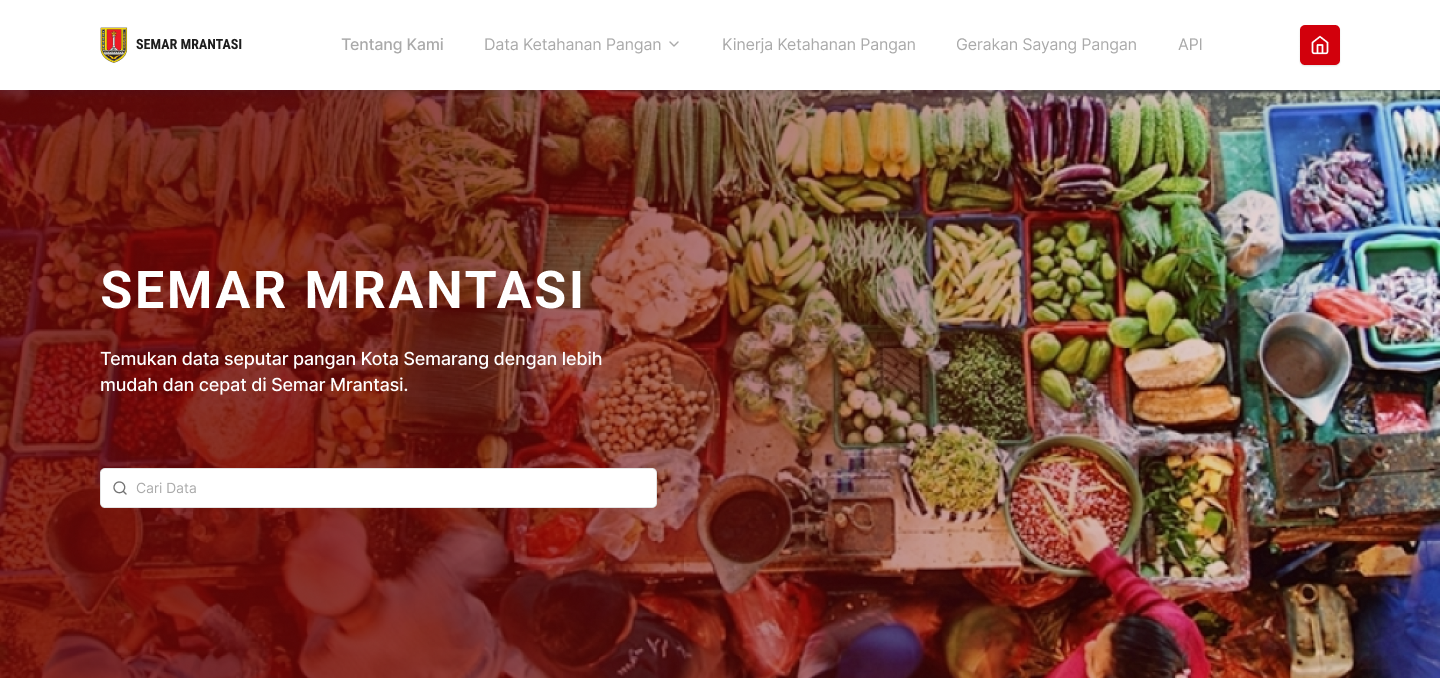 SEMAR MRANTASI
Tentang Kami
Data Ketahanan Pangan
Kinerja Ketahanan Pangan
Gerakan Sayang Pangan
API
SEMAR MRANTASI
Temukan data seputar pangan Kota Semarang dengan lebih
mudah dan cepat di Semar Mrantasi.
Cari Data